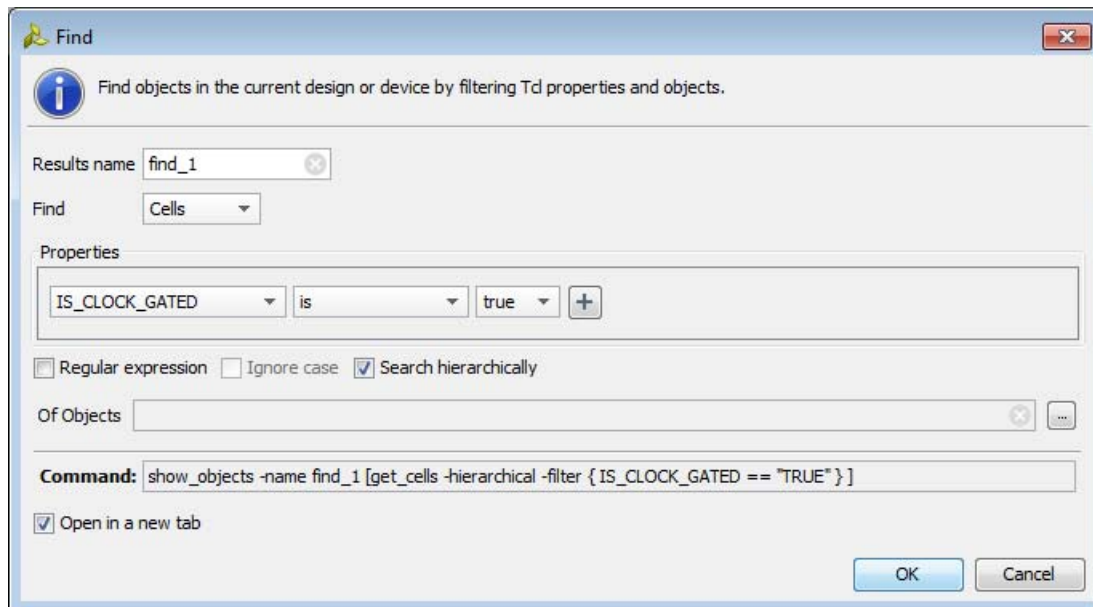 Find
Find objects in the current design or device by filtering Tcl properties and objects.
Results name find_1
Find Cells
Properties
IS_CLOCK_GATED is true
Regular expression Ignore case Search hierarchically
Of Objects ...
Command: show_objects -name find_1 [get_cells -hierarchical -filter { IS_CLOCK_GATED == "TRUE" } ]
Open in a new tab
OK Cancel